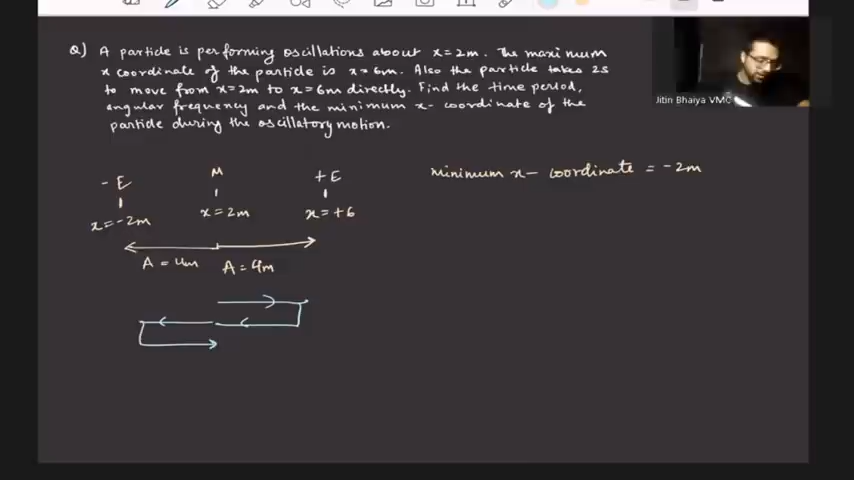 Q) A particle is performing oscillations about x=2m. The maximum
x coordinate of the particle is x=6m. Also the particle takes 2s
to move from x=2m to x=6m directly. Find the time period,
angular frequency and the minimum x-coordinate of the
particle during the oscillatory motion.
Jitin Bhaiya VMC
- E M + E
x=-2m x=2m x=+6
A = 4m A = 4m
minimum x- coordinate = -2m